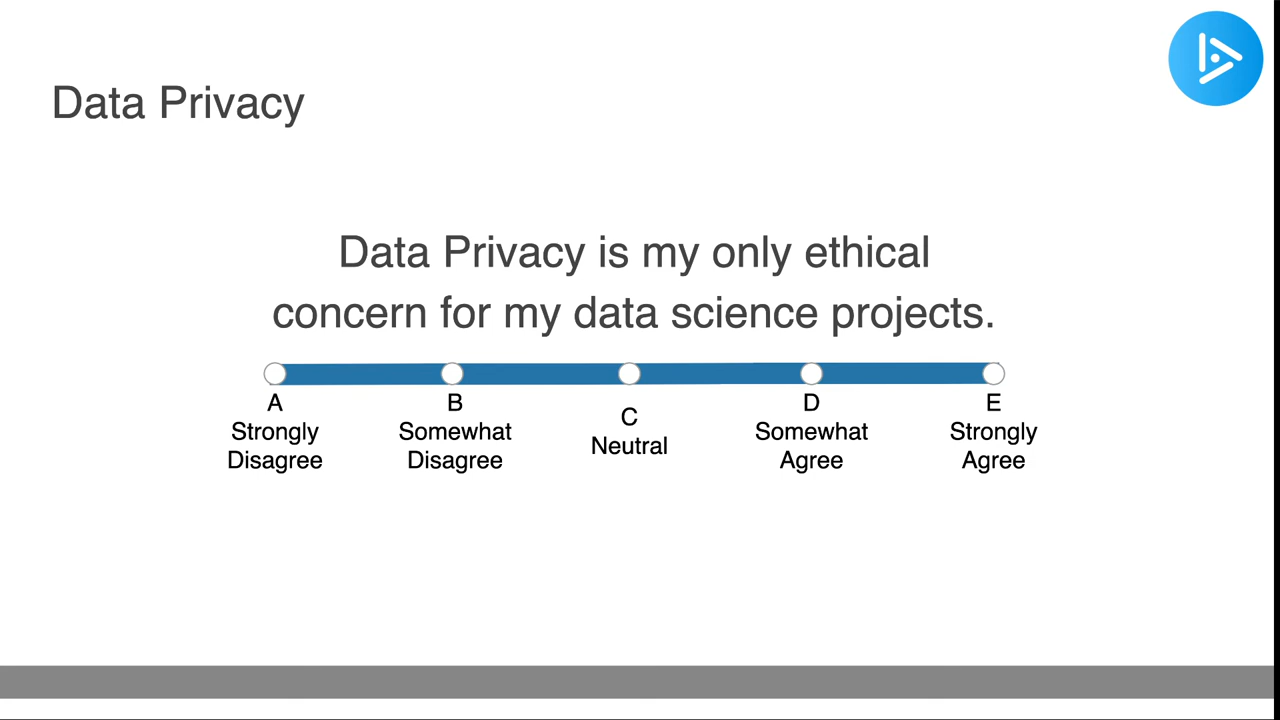 Data Privacy
Data Privacy is my only ethical
concern for my data science projects.
A
Strongly
Disagree
B
Somewhat
Disagree
C
Neutral
D
Somewhat
Agree
E
Strongly
Agree